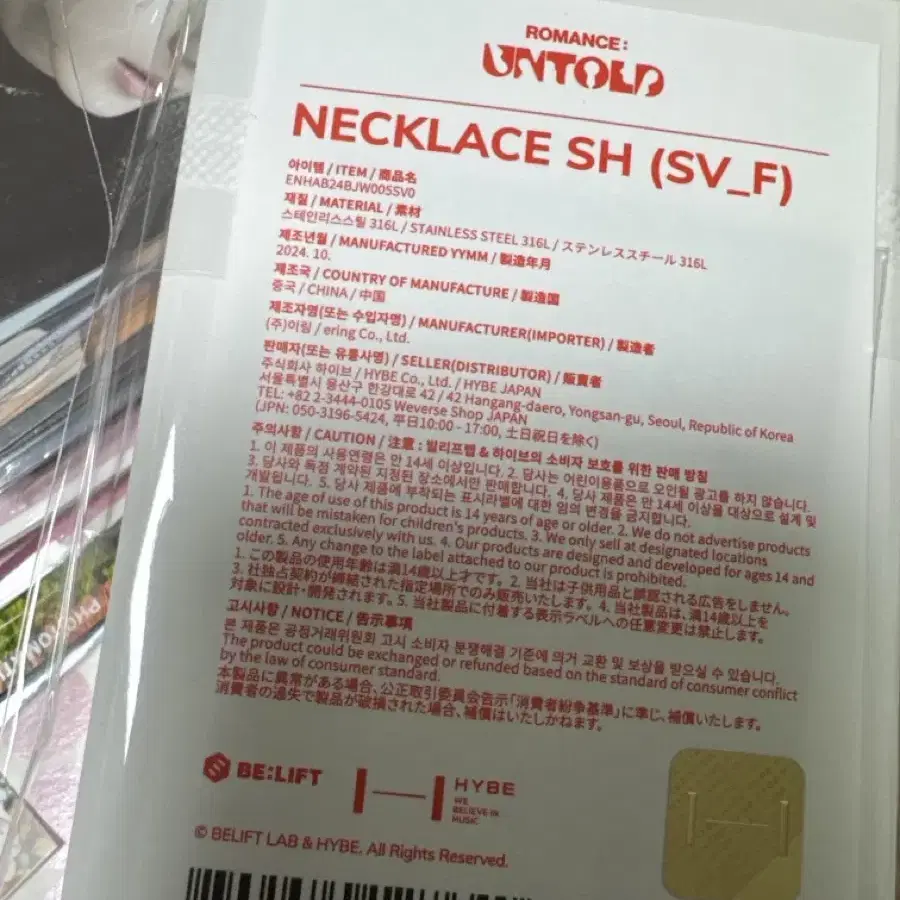 ROMANCE:
UNTOLD
NECKLACE SH (SV_F)
아이템 / ITEM / 商品名
ENHAB24BJW005SV0
재질 / MATERIAL / 素材
스테인리스스틸 316L / STAINLESS STEEL 316L / ステンレススチール 316L
제조년월 / MANUFACTURED YYMM / 製造年月
2024. 10.
제조국 / COUNTRY OF MANUFACTURE / 製造国
중국 / CHINA / 中国
제조자명(또는 수입자명) / MANUFACTURER(IMPORTER) / 製造者
(주)이링 / ering Co., Ltd.
판매자(또는 유통사명) / SELLER(DISTRIBUTOR) / 販賣者
주식회사 하이브 / HYBE Co., Ltd. / HYBE JAPAN
서울특별시 용산구 한강대로 42 / 42 Hangang-daero, Yongsan-gu, Seoul, Republic of Korea
TEL: +82 2-3444-0105 Weverse Shop JAPAN
(JPN: 050-3196-5424, 平日10:00 - 17:00, 土日祝日を除く)
주의사항 / CAUTION / 注意 : 빌리프랩 & 하이브의 소비자 보호를 위한 판매 방침
1. 이 제품의 사용연령은 만 14세 이상입니다. 2. 당사는 어린이용품으로 오인될 광고를 하지 않습니다.
3. 당사와 독점 계약된 지정된 장소에서만 판매합니다. 4. 당사 제품은 만 14세 이상을 대상으로 설계 및
개발됩니다. 5. 당사 제품에 부착되는 표시라벨에 대한 임의 변경을 금지합니다.
1. The age of use of this product is 14 years of age or older. 2. We do not advertise products
that will be mistaken for children's products. 3. We only sell at designated locations
contracted exclusively with us. 4. Our products are designed and developed for ages 14 and
older. 5. Any change to the label attached to our product is prohibited.
1. この製品の使用年齢は満14歳以上才です。2. 当社は子供用品と誤認される広告をしません。
3. 社独占契約が締結された指定場所でのみ販売いたします。4. 当社製品は、満14歳以上を
対象に設計·開発されます。5. 当社製品に付着する表示ラベルへの任意変更は禁止します。
고시사항 / NOTICE / 告示事項
본 제품은 공정거래위원회 고시 소비자 분쟁해결 기준에 의거 교환 및 보상을 받으실 수 있습니다.
The product could be exchanged or refunded based on the standard of consumer conflict
by the law of consumer standard.
本製品に異常がある場合、公正取引委員会告示「消費者紛争基準」に準じ、補償いたします。
消費者の過失で製品が破損された場合、補償はいたしかねます。
BE:LIFT
HYBE
WE
BELIEVE IN
MUSIC
© BELIFT LAB & HYBE. All Rights Reserved.